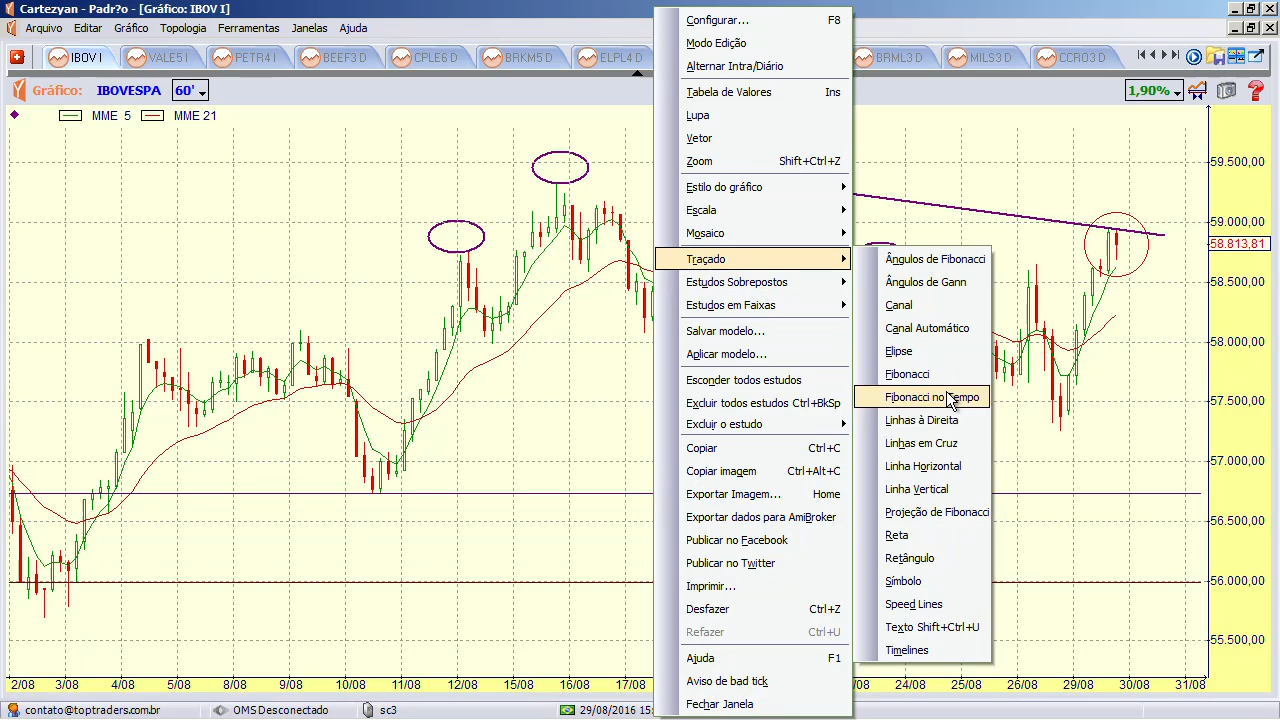 Cartezyan - Padr?o - [Gráfico: IBOV I]
Arquivo Editar Gráfico Topologia Ferramentas Janelas Ajuda
IBOV I VALE5 I PETR4 I BEEF3 D CPLE6 D BRKM5 D ELPL4 D BRML3 D MILS3 D CCRO3 D
Gráfico: IBOVESPA 60' 1,90%
MME 5 MME 21
Configurar... F8
Modo Edição
Alternar Intra/Diário
Tabela de Valores Ins
Lupa
Vetor
Zoom Shift+Ctrl+Z
Estilo do gráfico
Escala
Mosaico
Traçado
Estudos Sobrepostos
Estudos em Faixas
Salvar modelo...
Aplicar modelo...
Esconder todos estudos
Excluir todos estudos Ctrl+BkSp
Excluir o estudo
Copiar Ctrl+C
Copiar imagem Ctrl+Alt+C
Exportar Imagem... Home
Exportar dados para AmiBroker
Publicar no Facebook
Publicar no Twitter
Imprimir...
Desfazer Ctrl+Z
Refazer Ctrl+U
Ajuda F1
Aviso de bad tick
Fechar Janela
Ângulos de Fibonacci
Ângulos de Gann
Canal
Canal Automático
Elipse
Fibonacci
Fibonacci no Tempo
Linhas à Direita
Linhas em Cruz
Linha Horizontal
Linha Vertical
Projeção de Fibonacci
Reta
Retângulo
Símbolo
Speed Lines
Texto Shift+Ctrl+U
Timelines
59.500,00
59.000,00
58.813,81
58.500,00
58.000,00
57.500,00
57.000,00
56.500,00
56.000,00
55.500,00
2/08 3/08 4/08 5/08 8/08 9/08 10/08 11/08 12/08 15/08 16/08 17/08 /08 24/08 25/08 26/08 29/08 30/08 31/08
contato@toptraders.com.br OMS Desconectado sc3 29/08/2016 15: